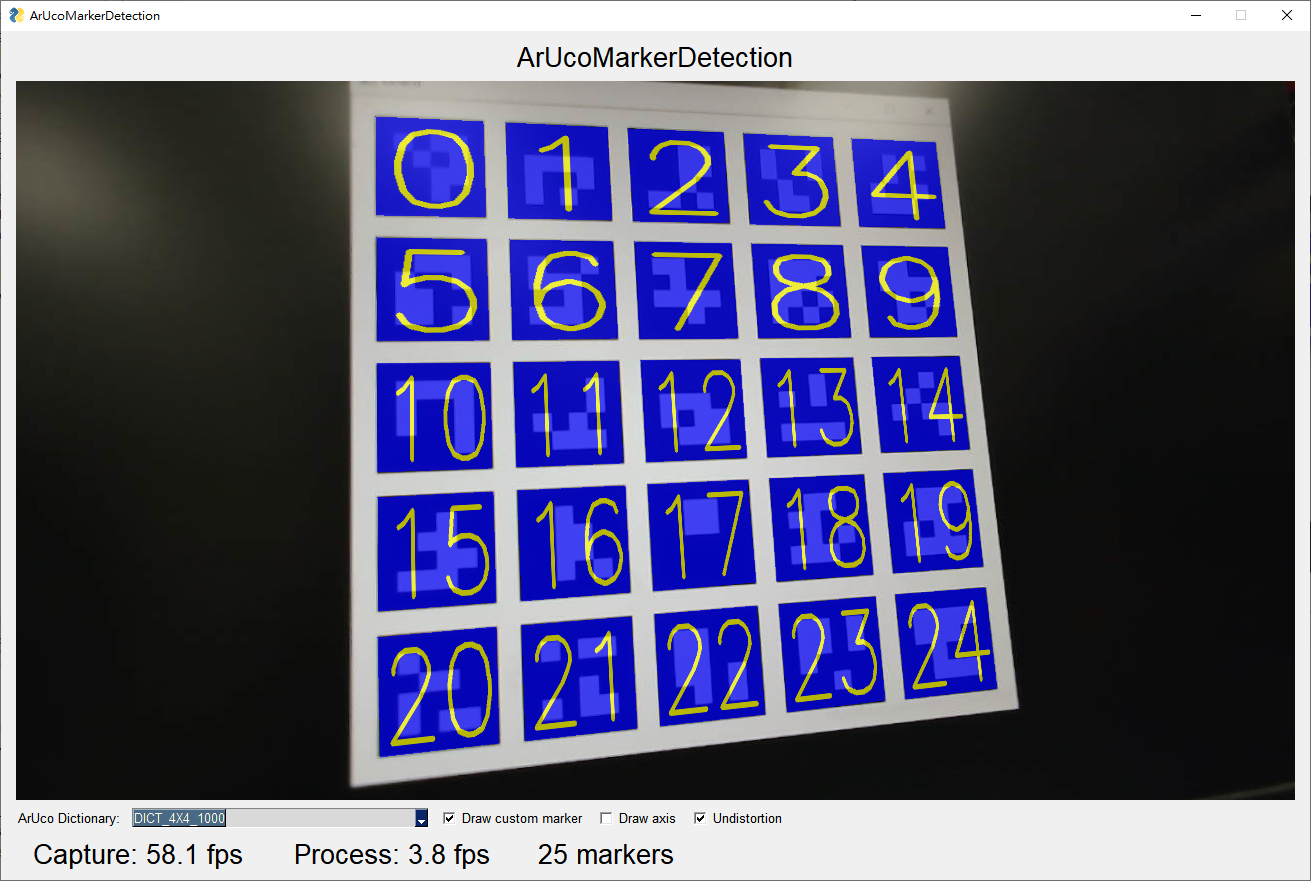 ArUcoMarkerDetection
ArUcoMarkerDetection
0 1 2 3 4
5 6 7 8 9
10 11 12 13 14
15 16 17 18 19
20 21 22 23 24
ArUco Dictionary: DICT_4X4_1000 Draw custom marker Draw axis Undistortion
Capture: 58.1 fps Process: 3.8 fps 25 markers